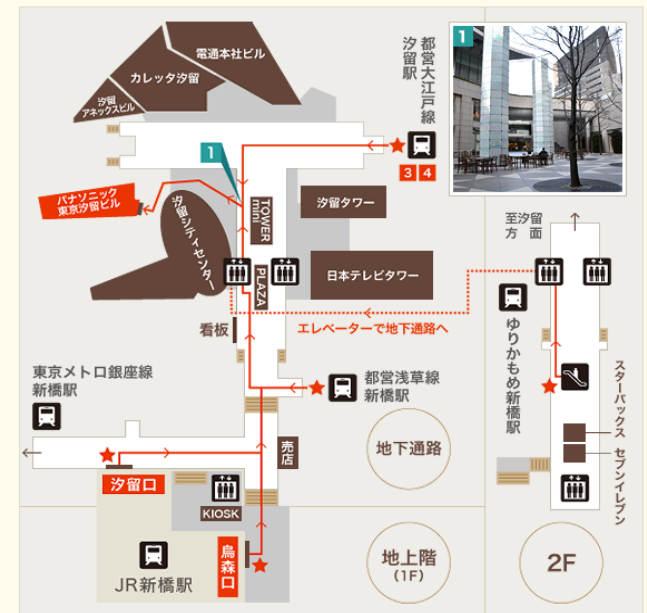 電通本社ビル
カレッタ汐留
汐留
アネックスビル
都営大江戸線
汐留駅
3 4
1
1
パナソニック
東京汐留ビル
汐留シティセンター
TOWER
mini
汐留タワー
PLAZA
日本テレビタワー
至汐留
方 面
看板
エレベーターで地下通路へ
ゆりかもめ新橋駅
東京メトロ銀座線
新橋駅
都営浅草線
新橋駅
スターバックス
セブンイレブン
売店
地下通路
汐留口
KIOSK
烏森口
JR新橋駅
地上階
(1F)
2F